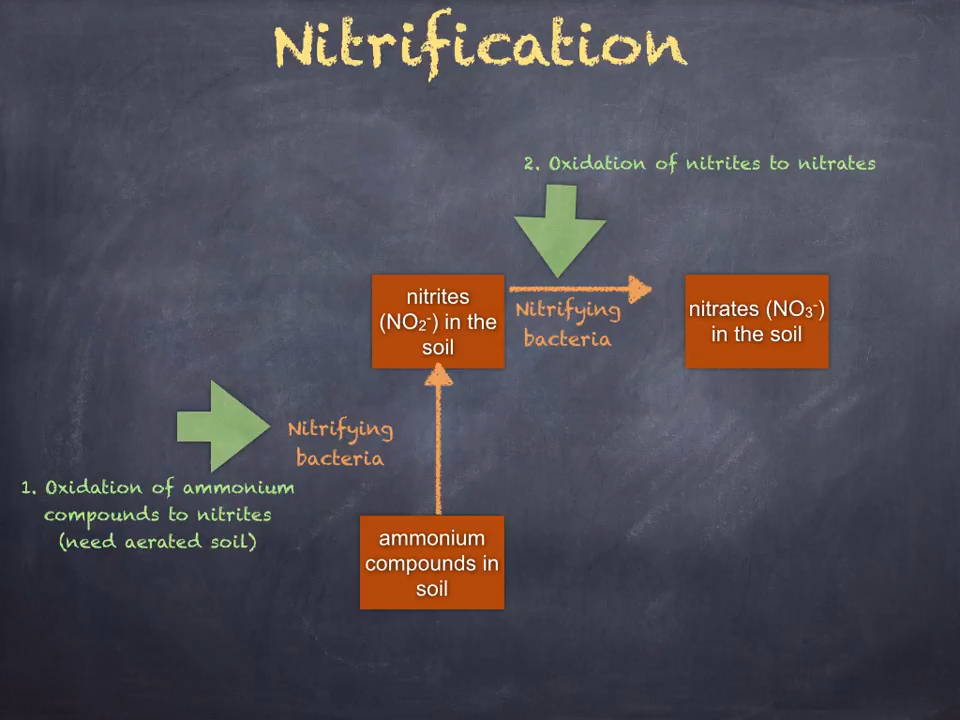 Nitrification
2. Oxidation of nitrites to nitrates
nitrites
(NO₂⁻) in the
soil
Nitrifying
bacteria
nitrates (NO₃⁻)
in the soil
Nitrifying
bacteria
1. Oxidation of ammonium
compounds to nitrites
(need aerated soil)
ammonium
compounds in
soil